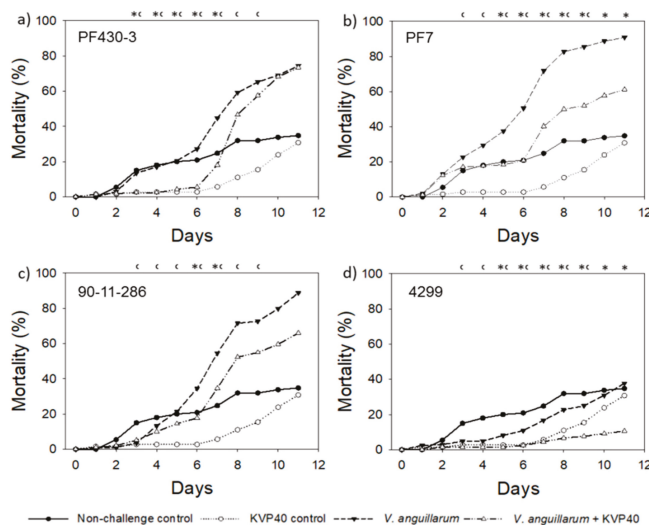 a)
*c *c *c *c c c c
PF430-3
Mortality (%)
100
80
60
40
20
0
0 2 4 6 8 10 12
Days
b)
c c *c *c *c *c *c * *
PF7
Mortality (%)
100
80
60
40
20
0
0 2 4 6 8 10 12
Days
c)
c c c *c *c c c
90-11-286
Mortality (%)
100
80
60
40
20
0
0 2 4 6 8 10 12
Days
d)
c c *c *c *c *c *c * *
4299
Mortality (%)
100
80
60
40
20
0
0 2 4 6 8 10 12
Days
Non-challenge control KVP40 control V. anguillarum V. anguillarum + KVP40